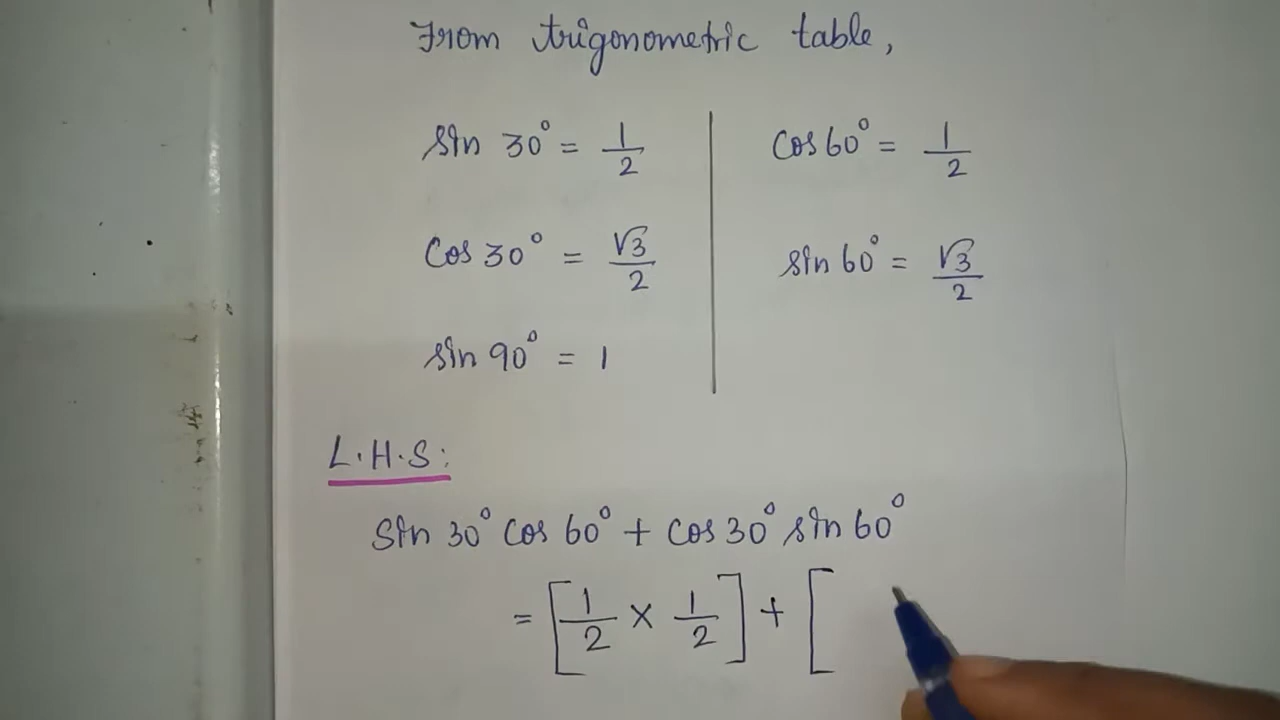 From trigonometric table,
sin 30° = 1/2
cos 30° = √3/2
sin 90° = 1
cos 60° = 1/2
sin 60° = √3/2
L.H.S:
sin 30° cos 60° + cos 30° sin 60°
= [1/2 × 1/2] + [